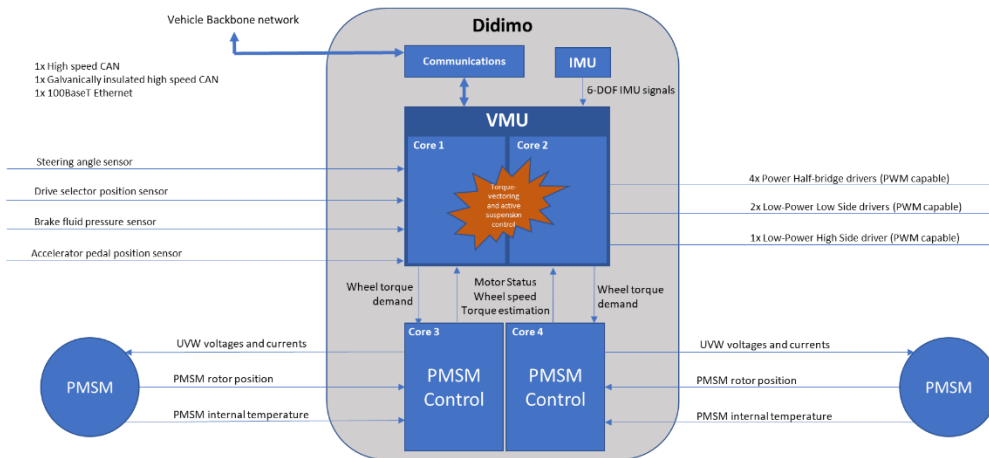 Didimo
Vehicle Backbone network
1x High speed CAN
1x Galvanically insulated high speed CAN
1x 100BaseT Ethernet
Communications
IMU
6-DOF IMU signals
VMU
Core 1
Core 2
Torque-
vectoring
and active
suspension
control
Steering angle sensor
Drive selector position sensor
Brake fluid pressure sensor
Accelerator pedal position sensor
4x Power Half-bridge drivers (PWM capable)
2x Low-Power Low Side drivers (PWM capable)
1x Low-Power High Side driver (PWM capable)
Wheel torque
demand
Motor Status
Wheel speed
Torque estimation
Wheel torque
demand
Core 3
PMSM
Control
Core 4
PMSM
Control
PMSM
UVW voltages and currents
PMSM rotor position
PMSM internal temperature
UVW voltages and currents
PMSM rotor position
PMSM internal temperature
PMSM